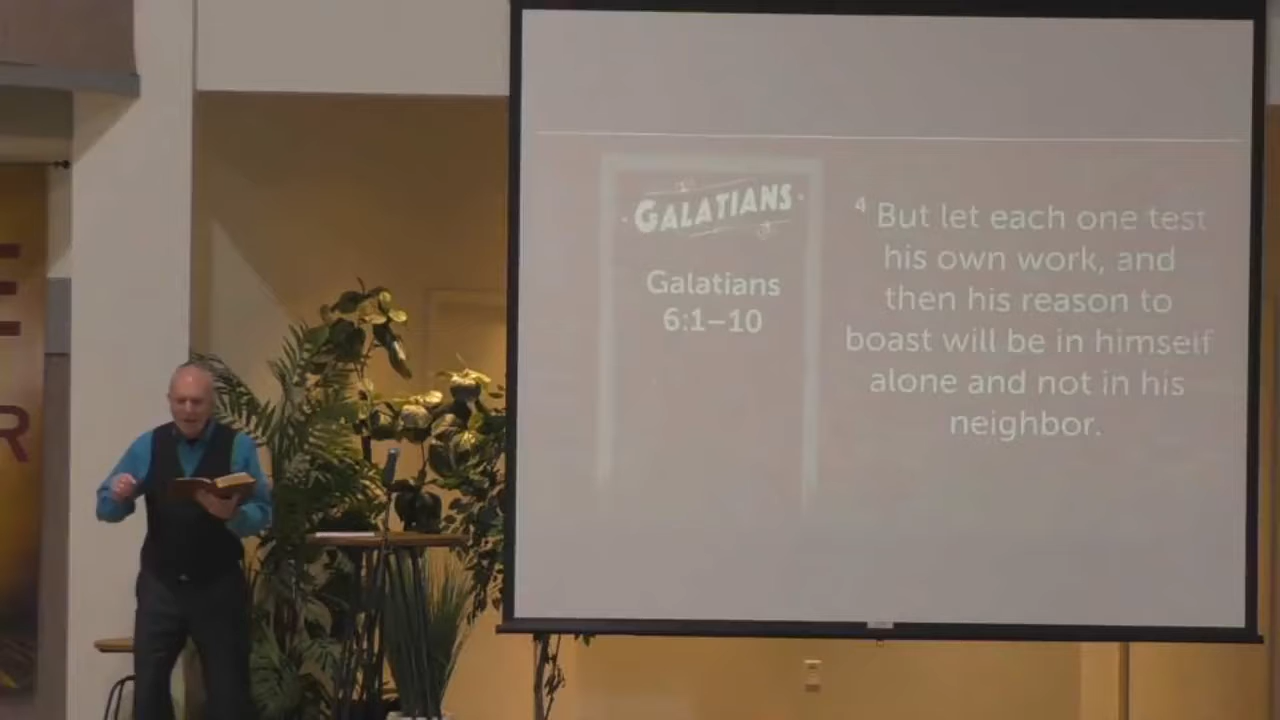 GALATIANS
Galatians
6:1–10
4 But let each one test
his own work, and
then his reason to
boast will be in himself
alone and not in his
neighbor.
E
E
R